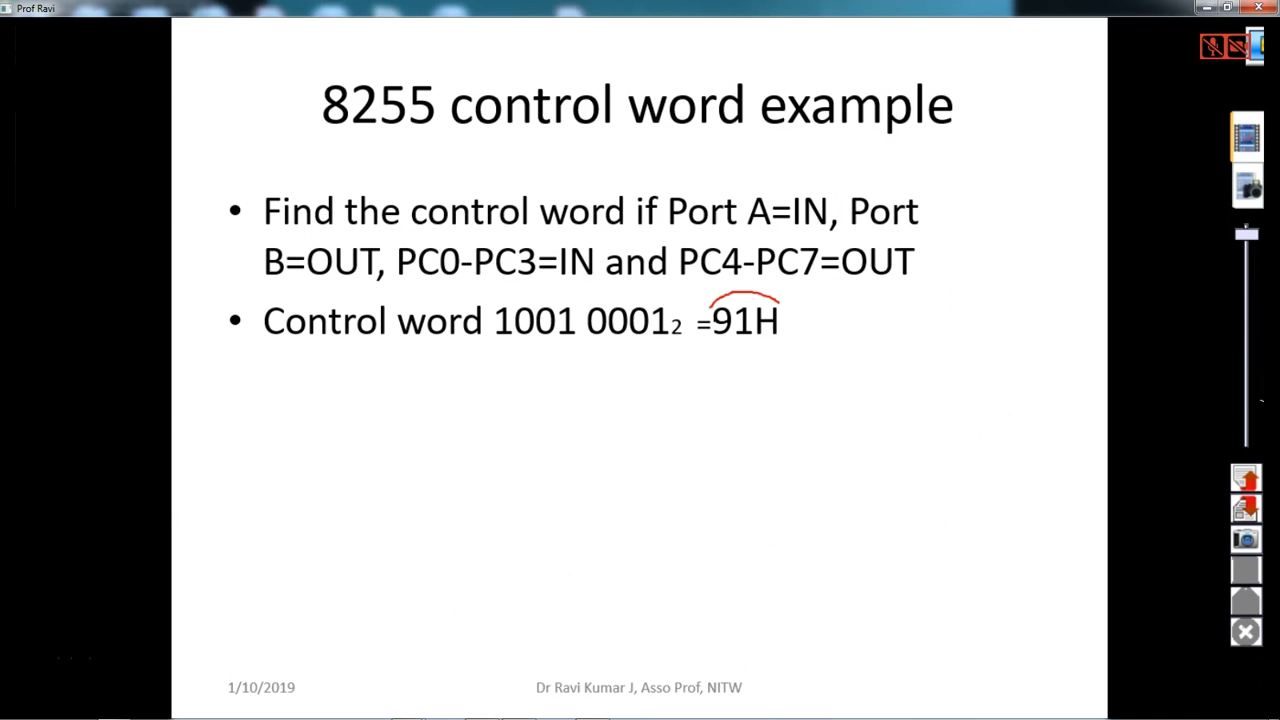 Prof Ravi
8255 control word example
• Find the control word if Port A=IN, Port
B=OUT, PC0-PC3=IN and PC4-PC7=OUT
• Control word 1001 0001₂ =91H
1/10/2019
Dr Ravi Kumar J, Asso Prof, NITW